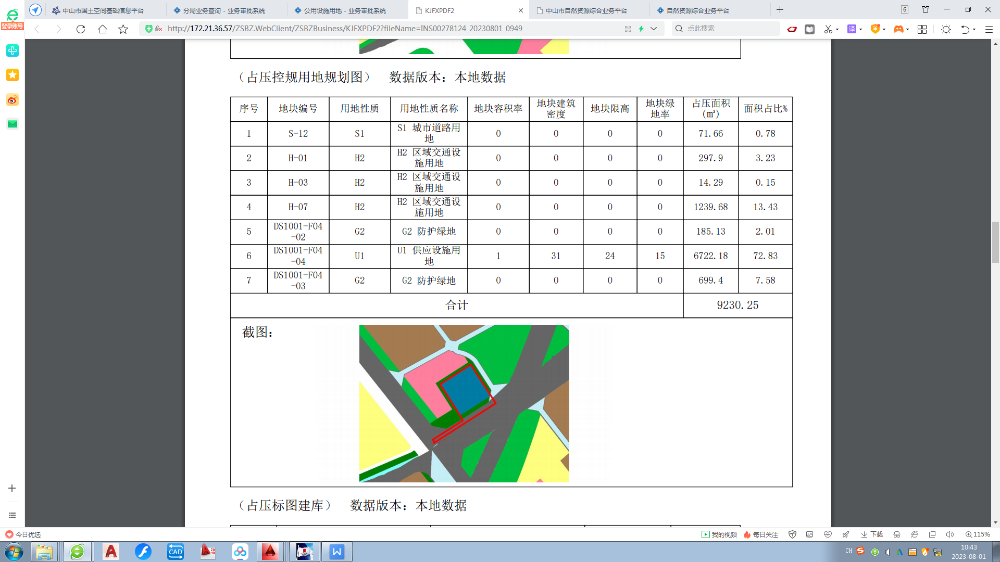 中山市国土空间基础信息平台
分局业务查询 - 业务审批系统
公用设施用地 - 业务审批系统
KJFXPDF2
中山市自然资源综合业务平台
自然资源综合业务平台
6
登录账号
http://172.21.36.57/ZSBZ.WebClient/ZSBZBusiness/KJFXPDF2?fileName=INS00278124_20230801_0949
点此搜索
译
（占压控规用地规划图） 数据版本：本地数据
序号 地块编号 用地性质 用地性质名称 地块容积率 地块建筑密度 地块限高 地块绿地率 占压面积(㎡) 面积占比%
1 S-12 S1 S1 城市道路用地 0 0 0 0 71.66 0.78
2 H-01 H2 H2 区域交通设施用地 0 0 0 0 297.9 3.23
3 H-03 H2 H2 区域交通设施用地 0 0 0 0 14.29 0.15
4 H-07 H2 H2 区域交通设施用地 0 0 0 0 1239.68 13.43
5 DS1001-F04-02 G2 G2 防护绿地 0 0 0 0 185.13 2.01
6 DS1001-F04-04 U1 U1 供应设施用地 1 31 24 15 6722.18 72.83
7 DS1001-F04-03 G2 G2 防护绿地 0 0 0 0 699.4 7.58
合计 9230.25
截图：
（占压标图建库） 数据版本：本地数据
今日优选
我的视频
每日关注
下载
115%
CAD
CH
10:43
2023-08-01